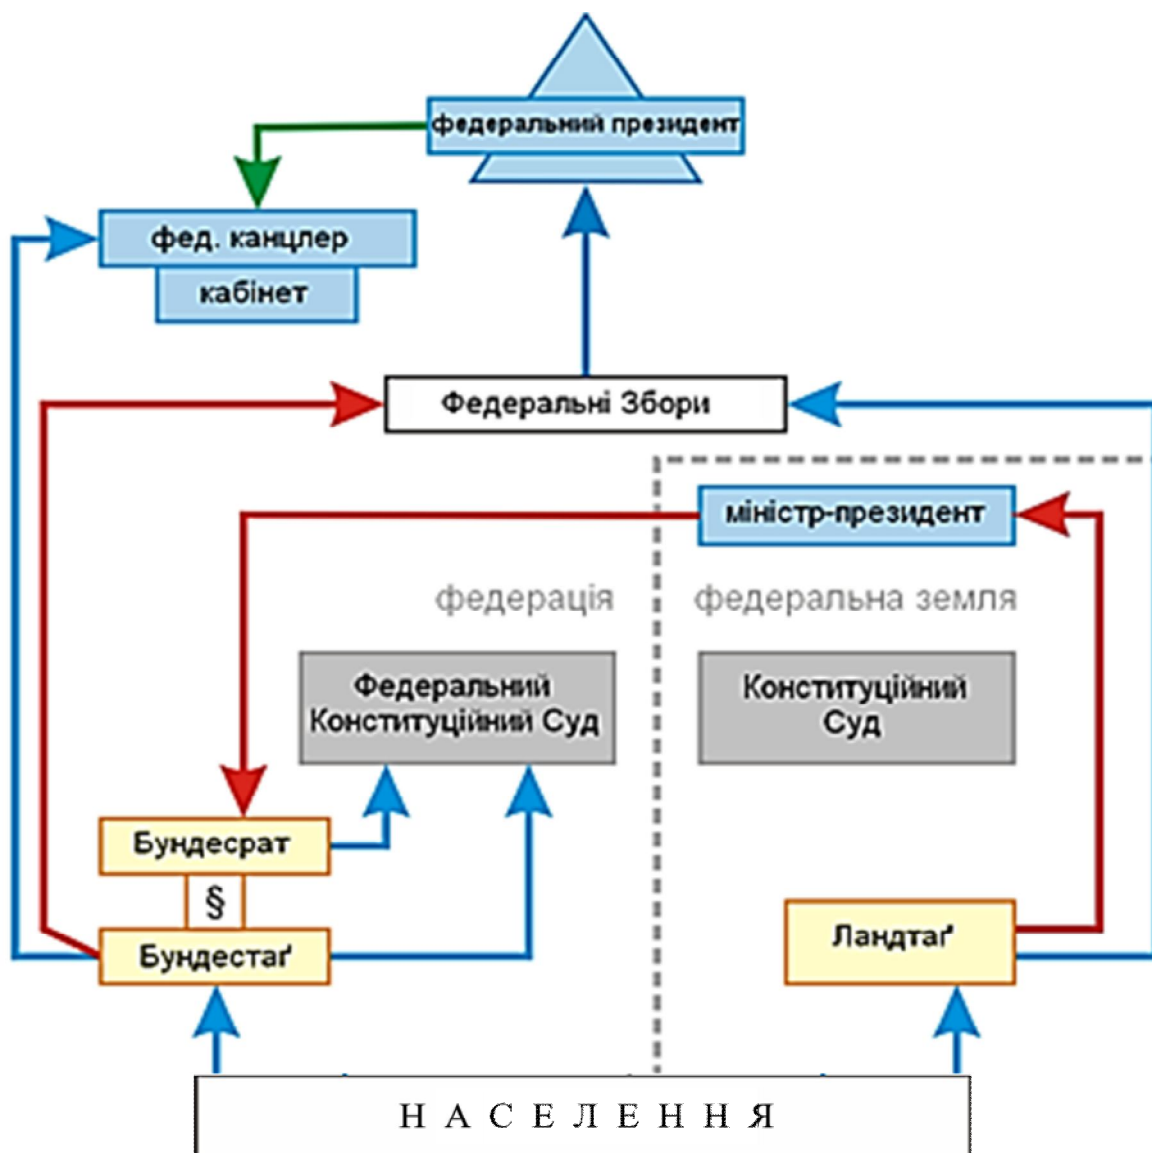 федеральний президент
фед. канцлер
кабінет
Федеральні Збори
міністр-президент
федерація
федеральна земля
Федеральний
Конституційний Суд
Конституційний
Суд
Бундесрат
§
Бундестаґ
Ландтаґ
Н А С Е Л Е Н Н Я